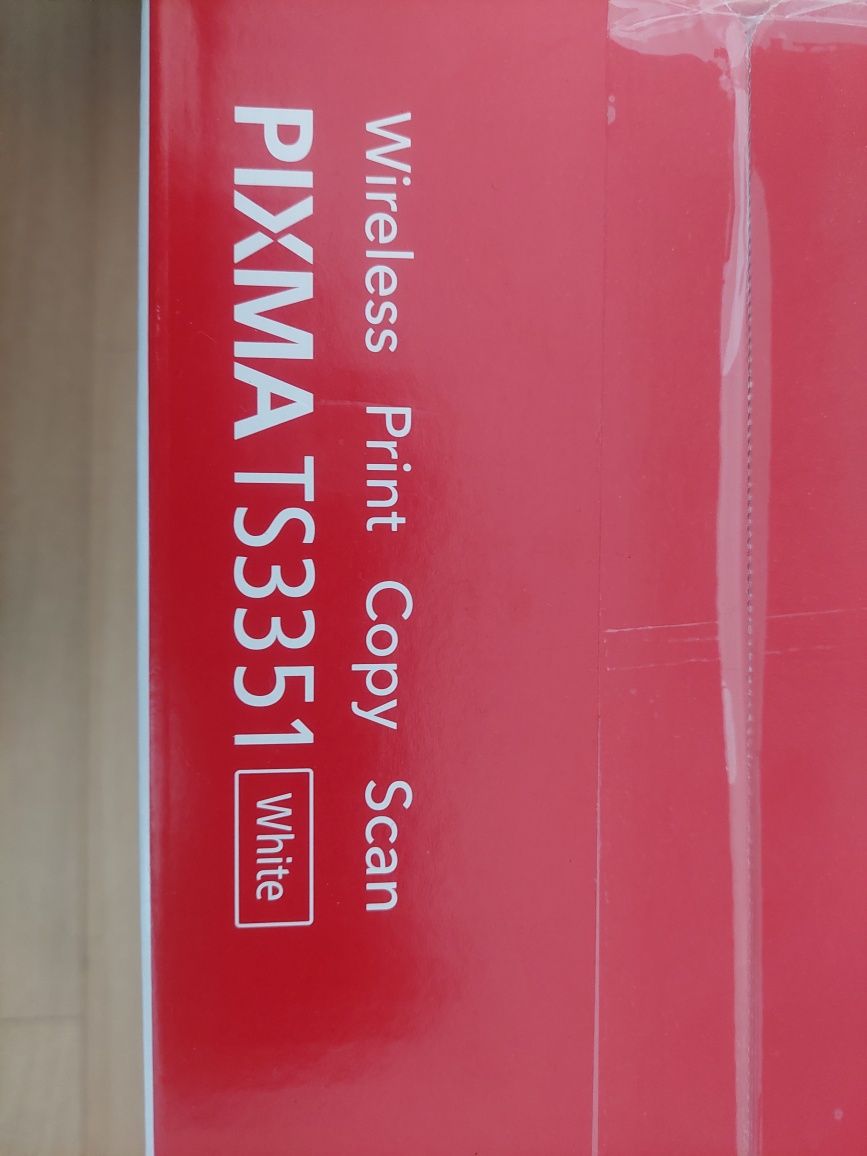 Wireless Print Copy Scan
PIXMA TS3351 White